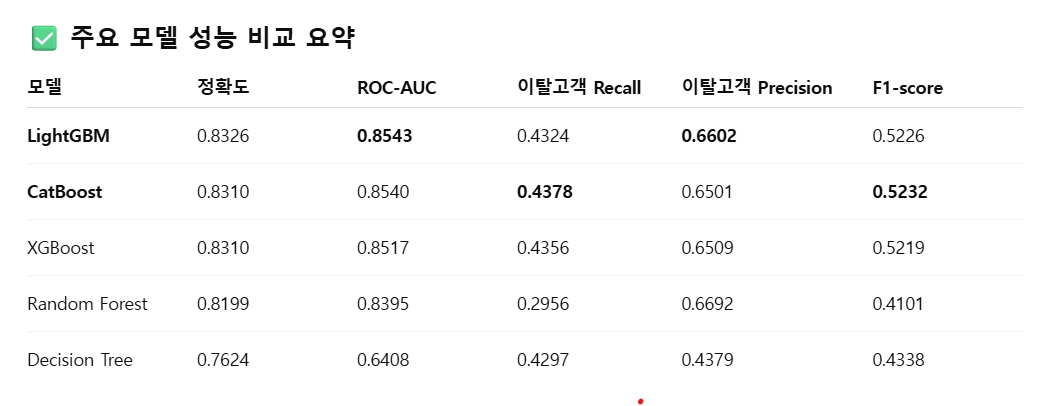 ✅ 주요 모델 성능 비교 요약
모델 정확도 ROC-AUC 이탈고객 Recall 이탈고객 Precision F1-score
LightGBM 0.8326 0.8543 0.4324 0.6602 0.5226
CatBoost 0.8310 0.8540 0.4378 0.6501 0.5232
XGBoost 0.8310 0.8517 0.4356 0.6509 0.5219
Random Forest 0.8199 0.8395 0.2956 0.6692 0.4101
Decision Tree 0.7624 0.6408 0.4297 0.4379 0.4338